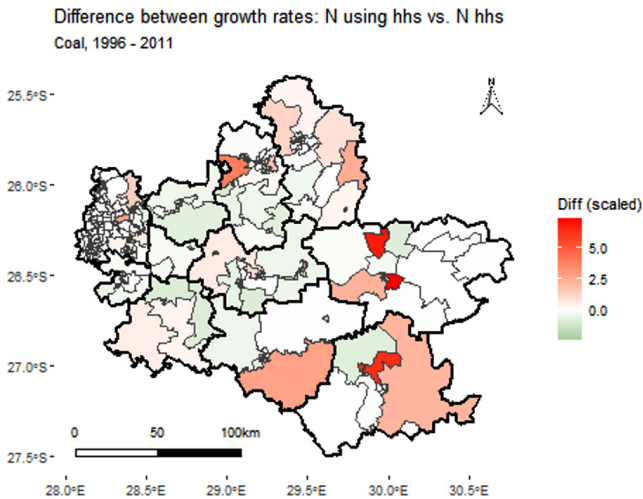 Difference between growth rates: N using hhs vs. N hhs
Coal, 1996 - 2011
N
25.5°S
26.0°S
26.5°S
27.0°S
27.5°S
0 50 100km
28.0°E 28.5°E 29.0°E 29.5°E 30.0°E 30.5°E
Diff (scaled)
5.0
2.5
0.0